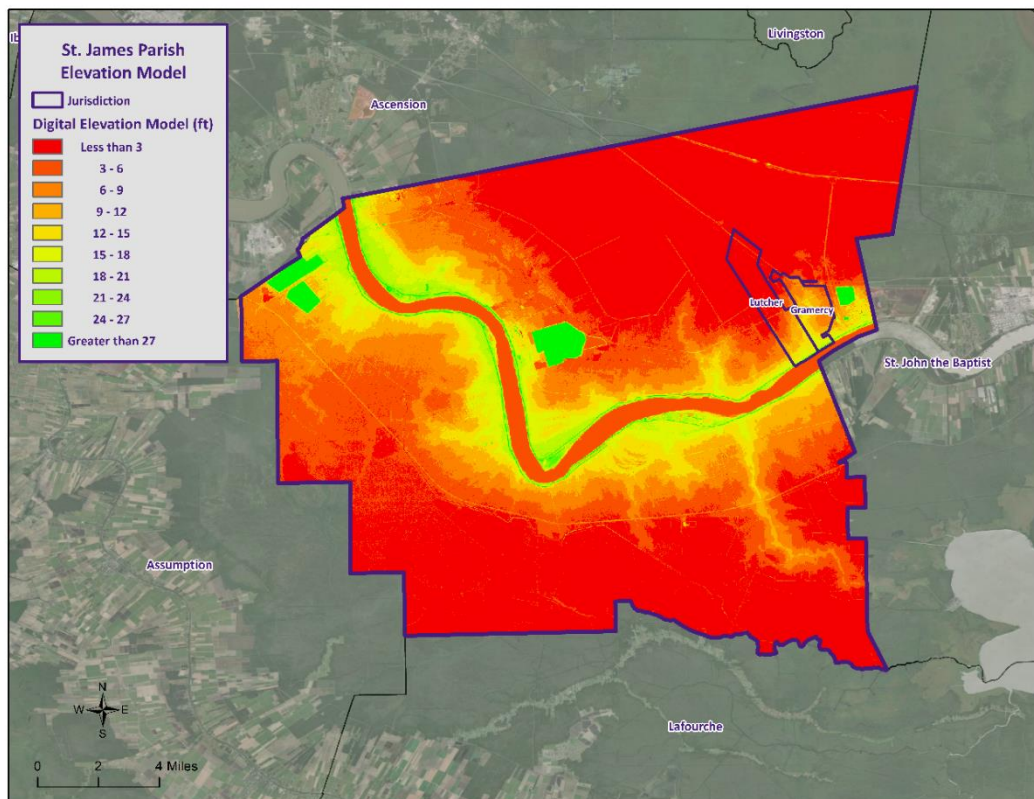 St. James Parish
Elevation Model
Jurisdiction
Digital Elevation Model (ft)
Less than 3
3 - 6
6 - 9
9 - 12
12 - 15
15 - 18
18 - 21
21 - 24
24 - 27
Greater than 27
Livingston
Ascension
Lutcher
Gramercy
St. John the Baptist
Assumption
Lafourche
N
W E
S
0 2 4 Miles